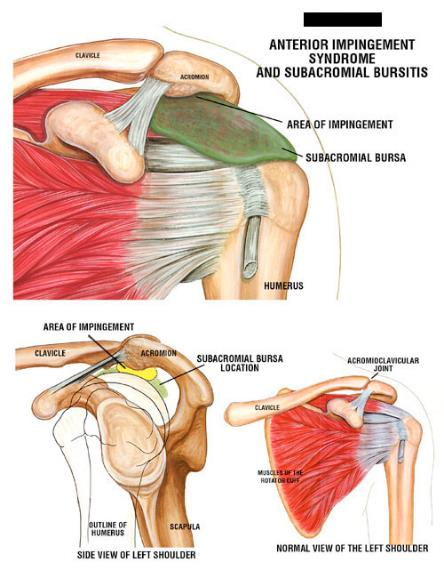 ANTERIOR IMPINGEMENT
SYNDROME
AND SUBACROMIAL BURSITIS
CLAVICLE
ACROMION
AREA OF IMPINGEMENT
SUBACROMIAL BURSA
HUMERUS
AREA OF IMPINGEMENT
CLAVICLE
ACROMION
SUBACROMIAL BURSA
LOCATION
OUTLINE OF
HUMERUS
SCAPULA
SIDE VIEW OF LEFT SHOULDER
ACROMIOCLAVICULAR
JOINT
CLAVICLE
MUSCLES OF THE
ROTATOR CUFF
NORMAL VIEW OF THE LEFT SHOULDER